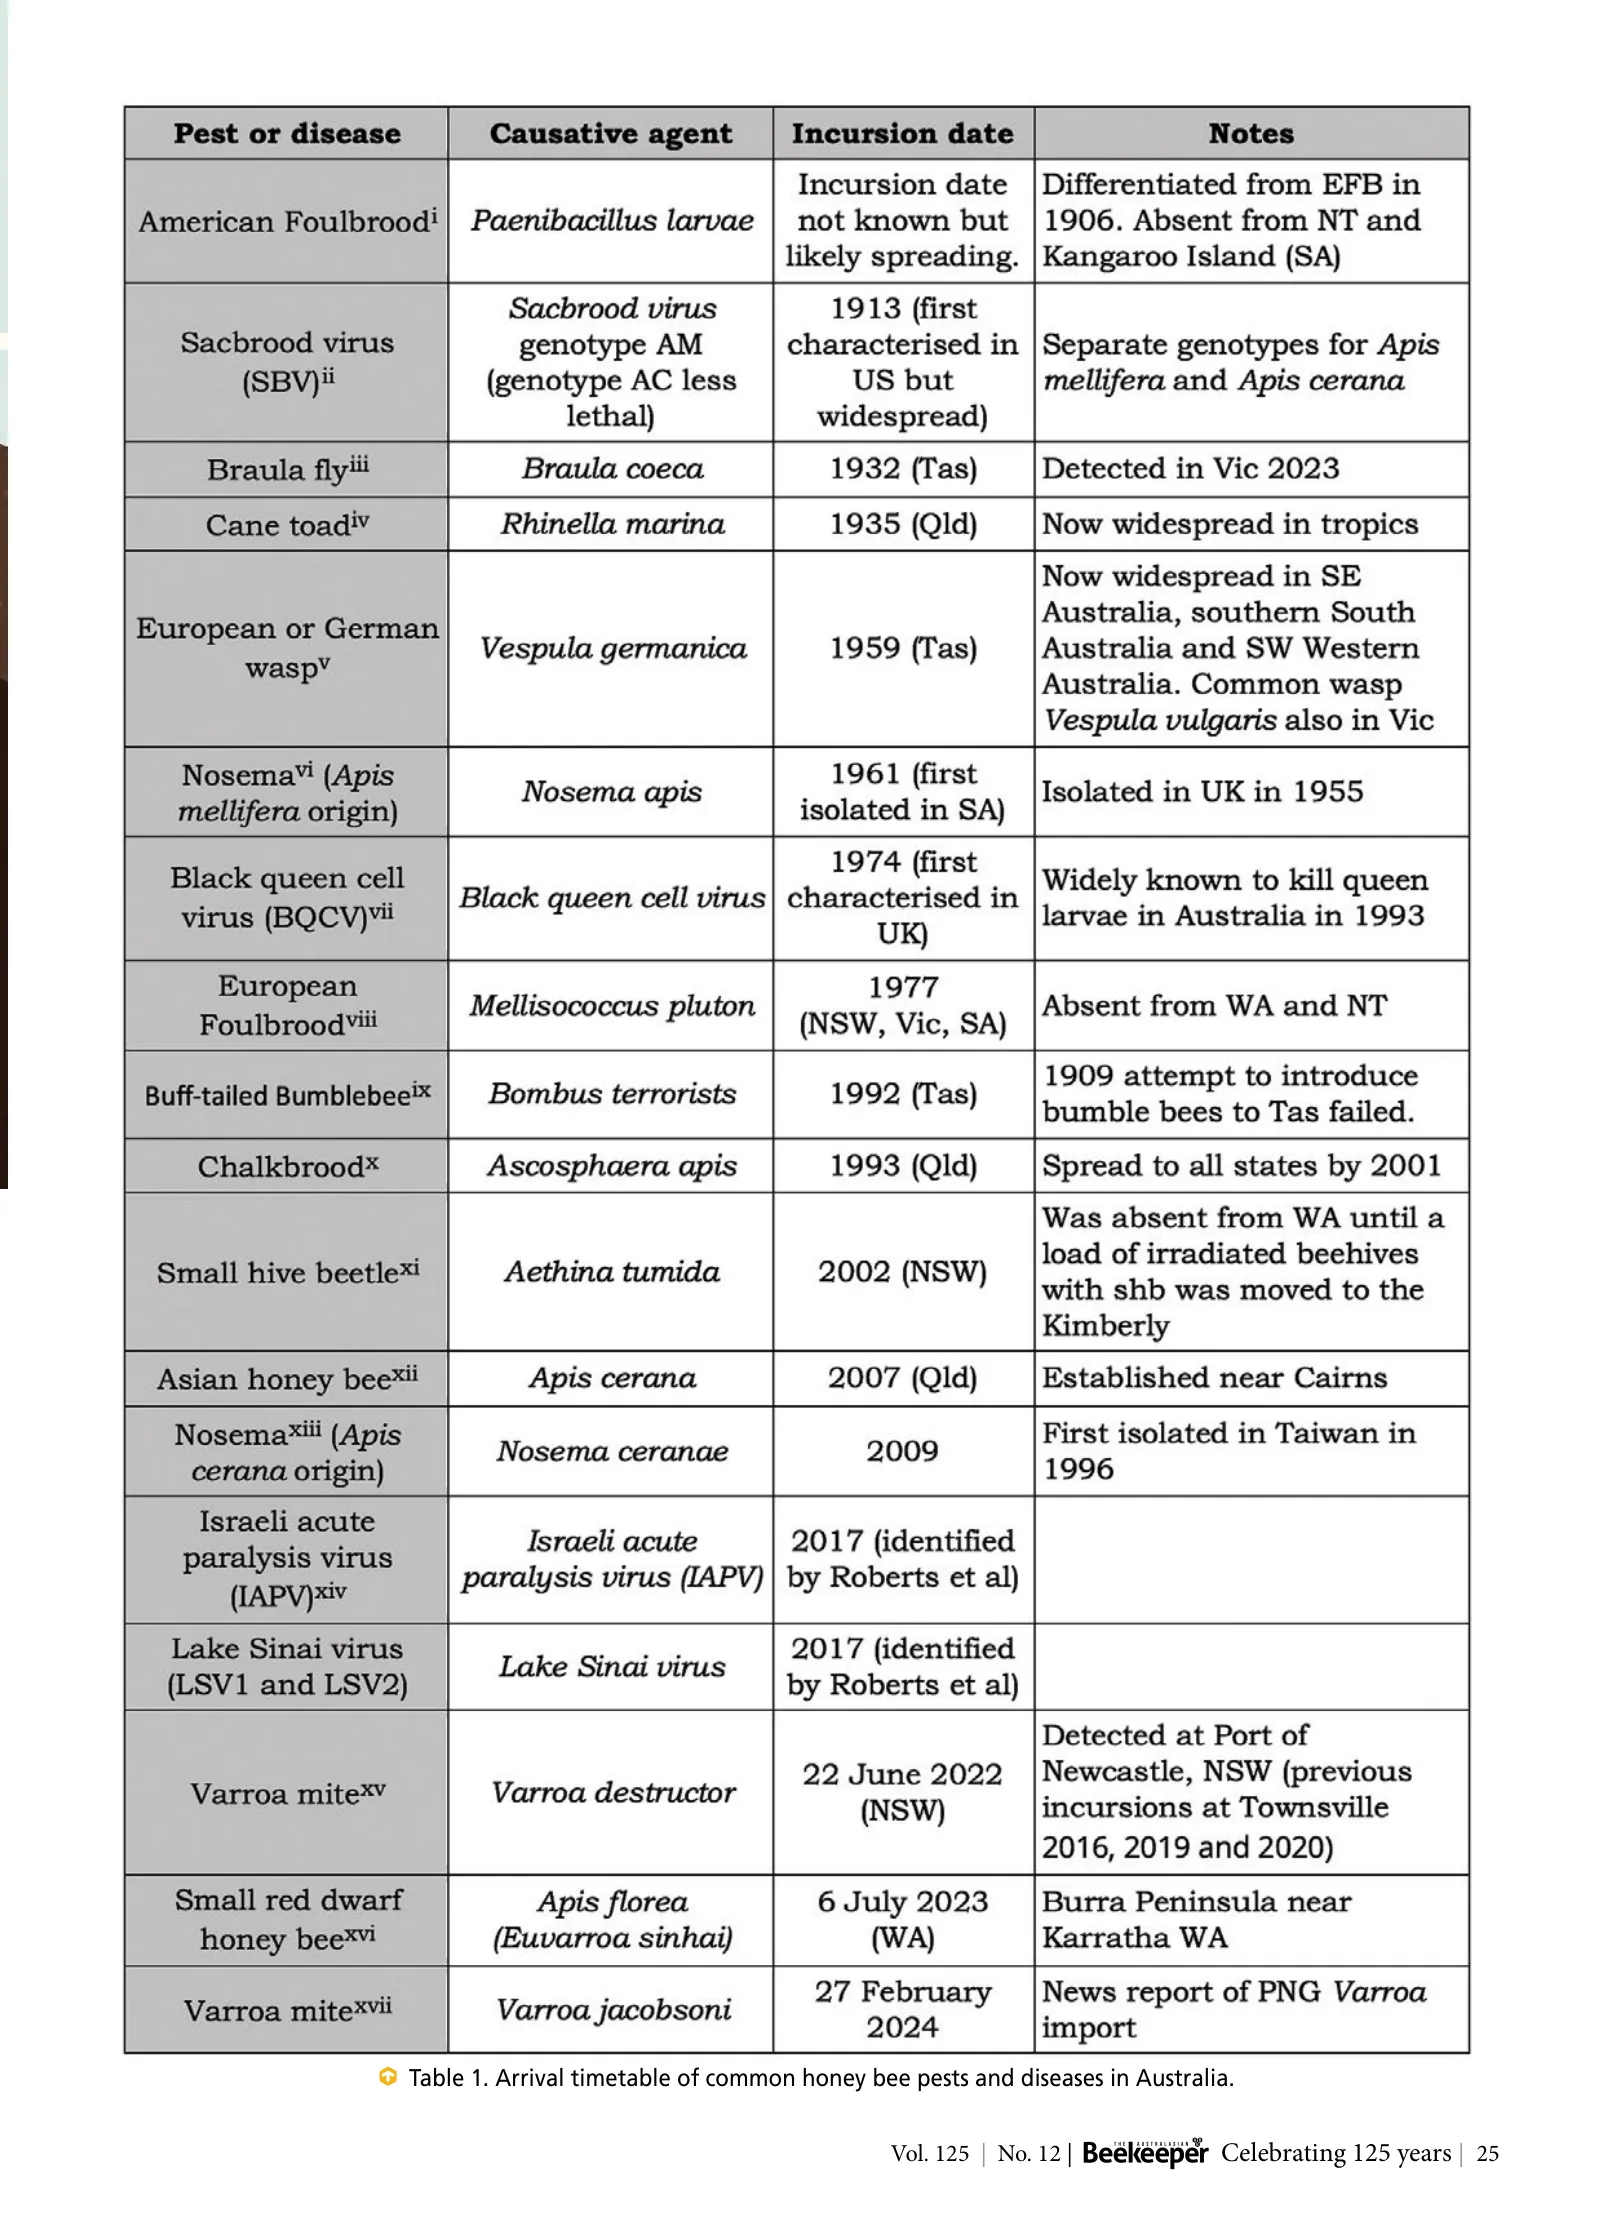 Pest or disease Causative agent Incursion date Notes
American Foulbroodⁱ
Paenibacillus larvae
Incursion date
not known but
likely spreading.
Differentiated from EFB in
1906. Absent from NT and
Kangaroo Island (SA)
Sacbrood virus
(SBV)ⁱⁱ
Sacbrood virus
genotype AM
(genotype AC less
lethal)
1913 (first
characterised in
US but
widespread)
Separate genotypes for Apis
mellifera and Apis cerana
Braula flyⁱⁱⁱ
Braula coeca
1932 (Tas)
Detected in Vic 2023
Cane toadⁱᵛ
Rhinella marina
1935 (Qld)
Now widespread in tropics
European or German
waspᵛ
Vespula germanica
1959 (Tas)
Now widespread in SE
Australia, southern South
Australia and SW Western
Australia. Common wasp
Vespula vulgaris also in Vic
Nosemaᵛⁱ (Apis
mellifera origin)
Nosema apis
1961 (first
isolated in SA)
Isolated in UK in 1955
Black queen cell
virus (BQCV)ᵛⁱⁱ
Black queen cell virus
1974 (first
characterised in
UK)
Widely known to kill queen
larvae in Australia in 1993
European
Foulbroodᵛⁱⁱⁱ
Mellisococcus pluton
1977
(NSW, Vic, SA)
Absent from WA and NT
Buff-tailed Bumblebeeⁱˣ
Bombus terrorists
1992 (Tas)
1909 attempt to introduce
bumble bees to Tas failed.
Chalkbroodˣ
Ascosphaera apis
1993 (Qld)
Spread to all states by 2001
Small hive beetleˣⁱ
Aethina tumida
2002 (NSW)
Was absent from WA until a
load of irradiated beehives
with shb was moved to the
Kimberly
Asian honey beeˣⁱⁱ
Apis cerana
2007 (Qld)
Established near Cairns
Nosemaˣⁱⁱⁱ (Apis
cerana origin)
Nosema ceranae
2009
First isolated in Taiwan in
1996
Israeli acute
paralysis virus
(IAPV)ˣⁱᵛ
Israeli acute
paralysis virus (IAPV)
2017 (identified
by Roberts et al)
Lake Sinai virus
(LSV1 and LSV2)
Lake Sinai virus
2017 (identified
by Roberts et al)
Varroa miteˣᵛ
Varroa destructor
22 June 2022
(NSW)
Detected at Port of
Newcastle, NSW (previous
incursions at Townsville
2016, 2019 and 2020)
Small red dwarf
honey beeˣᵛⁱ
Apis florea
(Euvarroa sinhai)
6 July 2023
(WA)
Burra Peninsula near
Karratha WA
Varroa miteˣᵛⁱⁱ
Varroa jacobsoni
27 February
2024
News report of PNG Varroa
import
Table 1. Arrival timetable of common honey bee pests and diseases in Australia.
Vol. 125 | No. 12 | THE AUSTRALASIAN Beekeeper Celebrating 125 years | 25